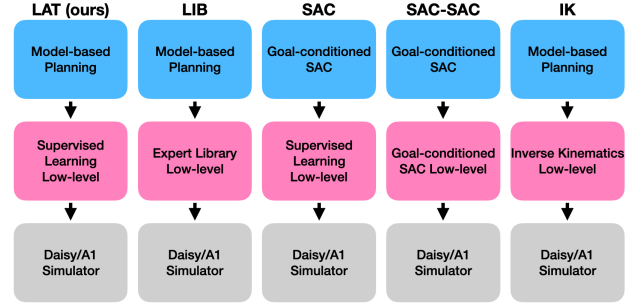 LAT (ours)
LIB
SAC
SAC-SAC
IK
Model-based
Planning
Model-based
Planning
Goal-conditioned
SAC
Goal-conditioned
SAC
Model-based
Planning
Supervised
Learning
Low-level
Expert Library
Low-level
Supervised
Learning
Low-level
Goal-conditioned
SAC Low-level
Inverse Kinematics
Low-level
Daisy/A1
Simulator
Daisy/A1
Simulator
Daisy/A1
Simulator
Daisy/A1
Simulator
Daisy/A1
Simulator